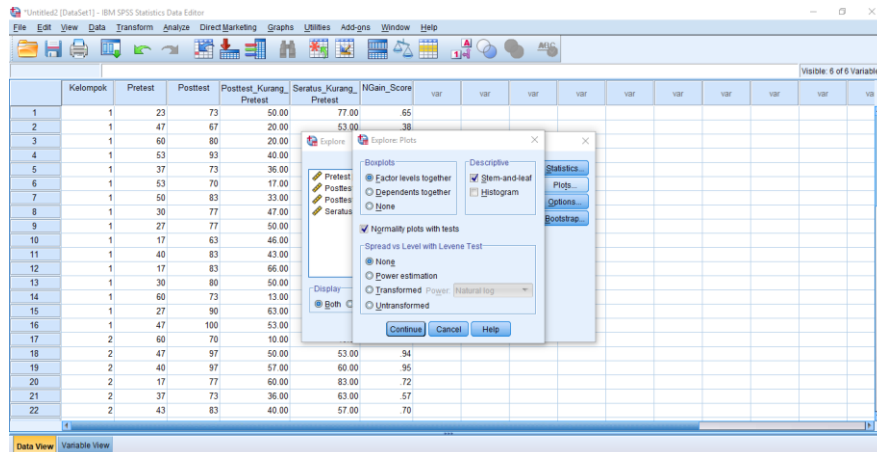 *Untitled2 [DataSet1] - IBM SPSS Statistics Data Editor
File Edit View Data Transform Analyze Direct Marketing Graphs Utilities Add-ons Window Help
Visible: 6 of 6 Variable
Kelompok Pretest Posttest Posttest_Kurang_Pretest Seratus_Kurang_Pretest NGain_Score var var var var var var var va
1 1 23 73 50.00 77.00 .65
2 1 47 67 20.00 53.00 .38
3 1 60 80 20.00
4 1 53 93 40.00
5 1 37 73 36.00
6 1 53 70 17.00
7 1 50 83 33.00
8 1 30 77 47.00
9 1 27 77 50.00
10 1 17 63 46.00
11 1 40 83 43.00
12 1 17 83 66.00
13 1 30 80 50.00
14 1 60 73 13.00
15 1 27 90 63.00
16 1 47 100 53.00
17 2 60 70 10.00
18 2 47 97 50.00 53.00 .94
19 2 40 97 57.00 60.00 .95
20 2 17 77 60.00 83.00 .72
21 2 37 73 36.00 63.00 .57
22 2 43 83 40.00 57.00 .70
Explore
Pretest
Posttes
Posttes
Seratus
Display
Both
Statistics...
Plots...
Options...
Bootstrap...
Explore: Plots
Boxplots
Factor levels together
Dependents together
None
Descriptive
Stem-and-leaf
Histogram
Normality plots with tests
Spread vs Level with Levene Test
None
Power estimation
Transformed Power: Natural log
Untransformed
Continue Cancel Help
Data View Variable View